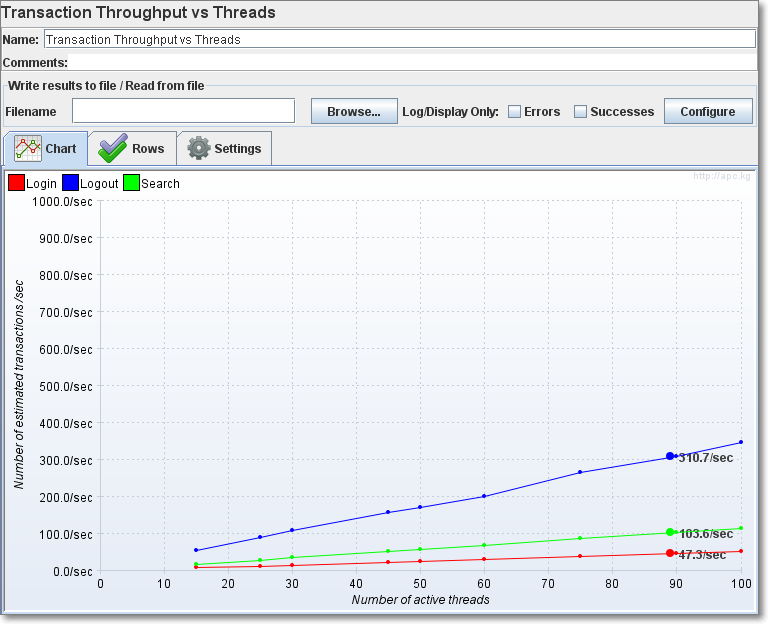 Transaction Throughput vs Threads
Name: Transaction Throughput vs Threads
Comments:
Write results to file / Read from file
Filename Browse... Log/Display Only: Errors Successes Configure
Chart Rows Settings
http://apc.kg
Login Logout Search
1000.0/sec
900.0/sec
800.0/sec
700.0/sec
600.0/sec
500.0/sec
400.0/sec
300.0/sec
200.0/sec
100.0/sec
0.0/sec
Number of estimated transactions /sec
310.7/sec
103.6/sec
47.3/sec
0 10 20 30 40 50 60 70 80 90 100
Number of active threads